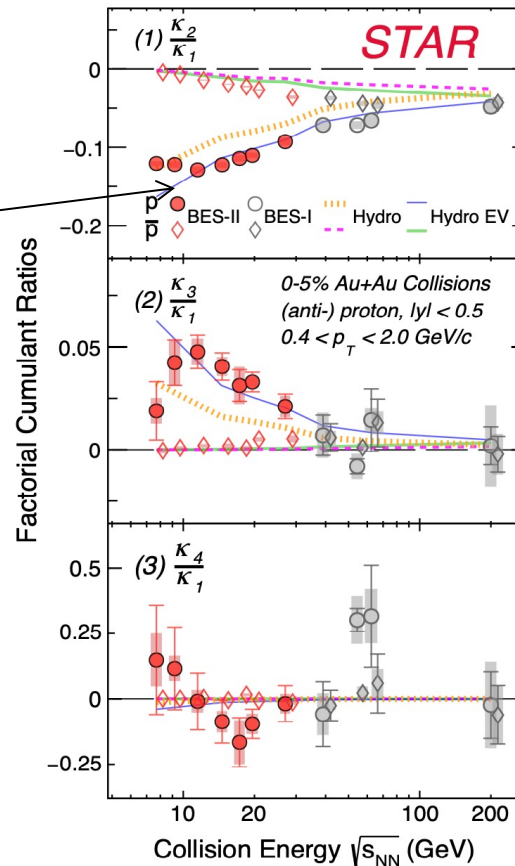 (1) κ2/κ1
STAR
0
−0.1
−0.2
p
p̅
BES-II
BES-I
Hydro
Hydro EV
(2) κ3/κ1
0-5% Au+Au Collisions
(anti-) proton, lyl < 0.5
0.4 < pT < 2.0 GeV/c
0.05
0
Factorial Cumulant Ratios
(3) κ4/κ1
0.5
0.25
0
−0.25
10 20 100 200
Collision Energy √sNN (GeV)